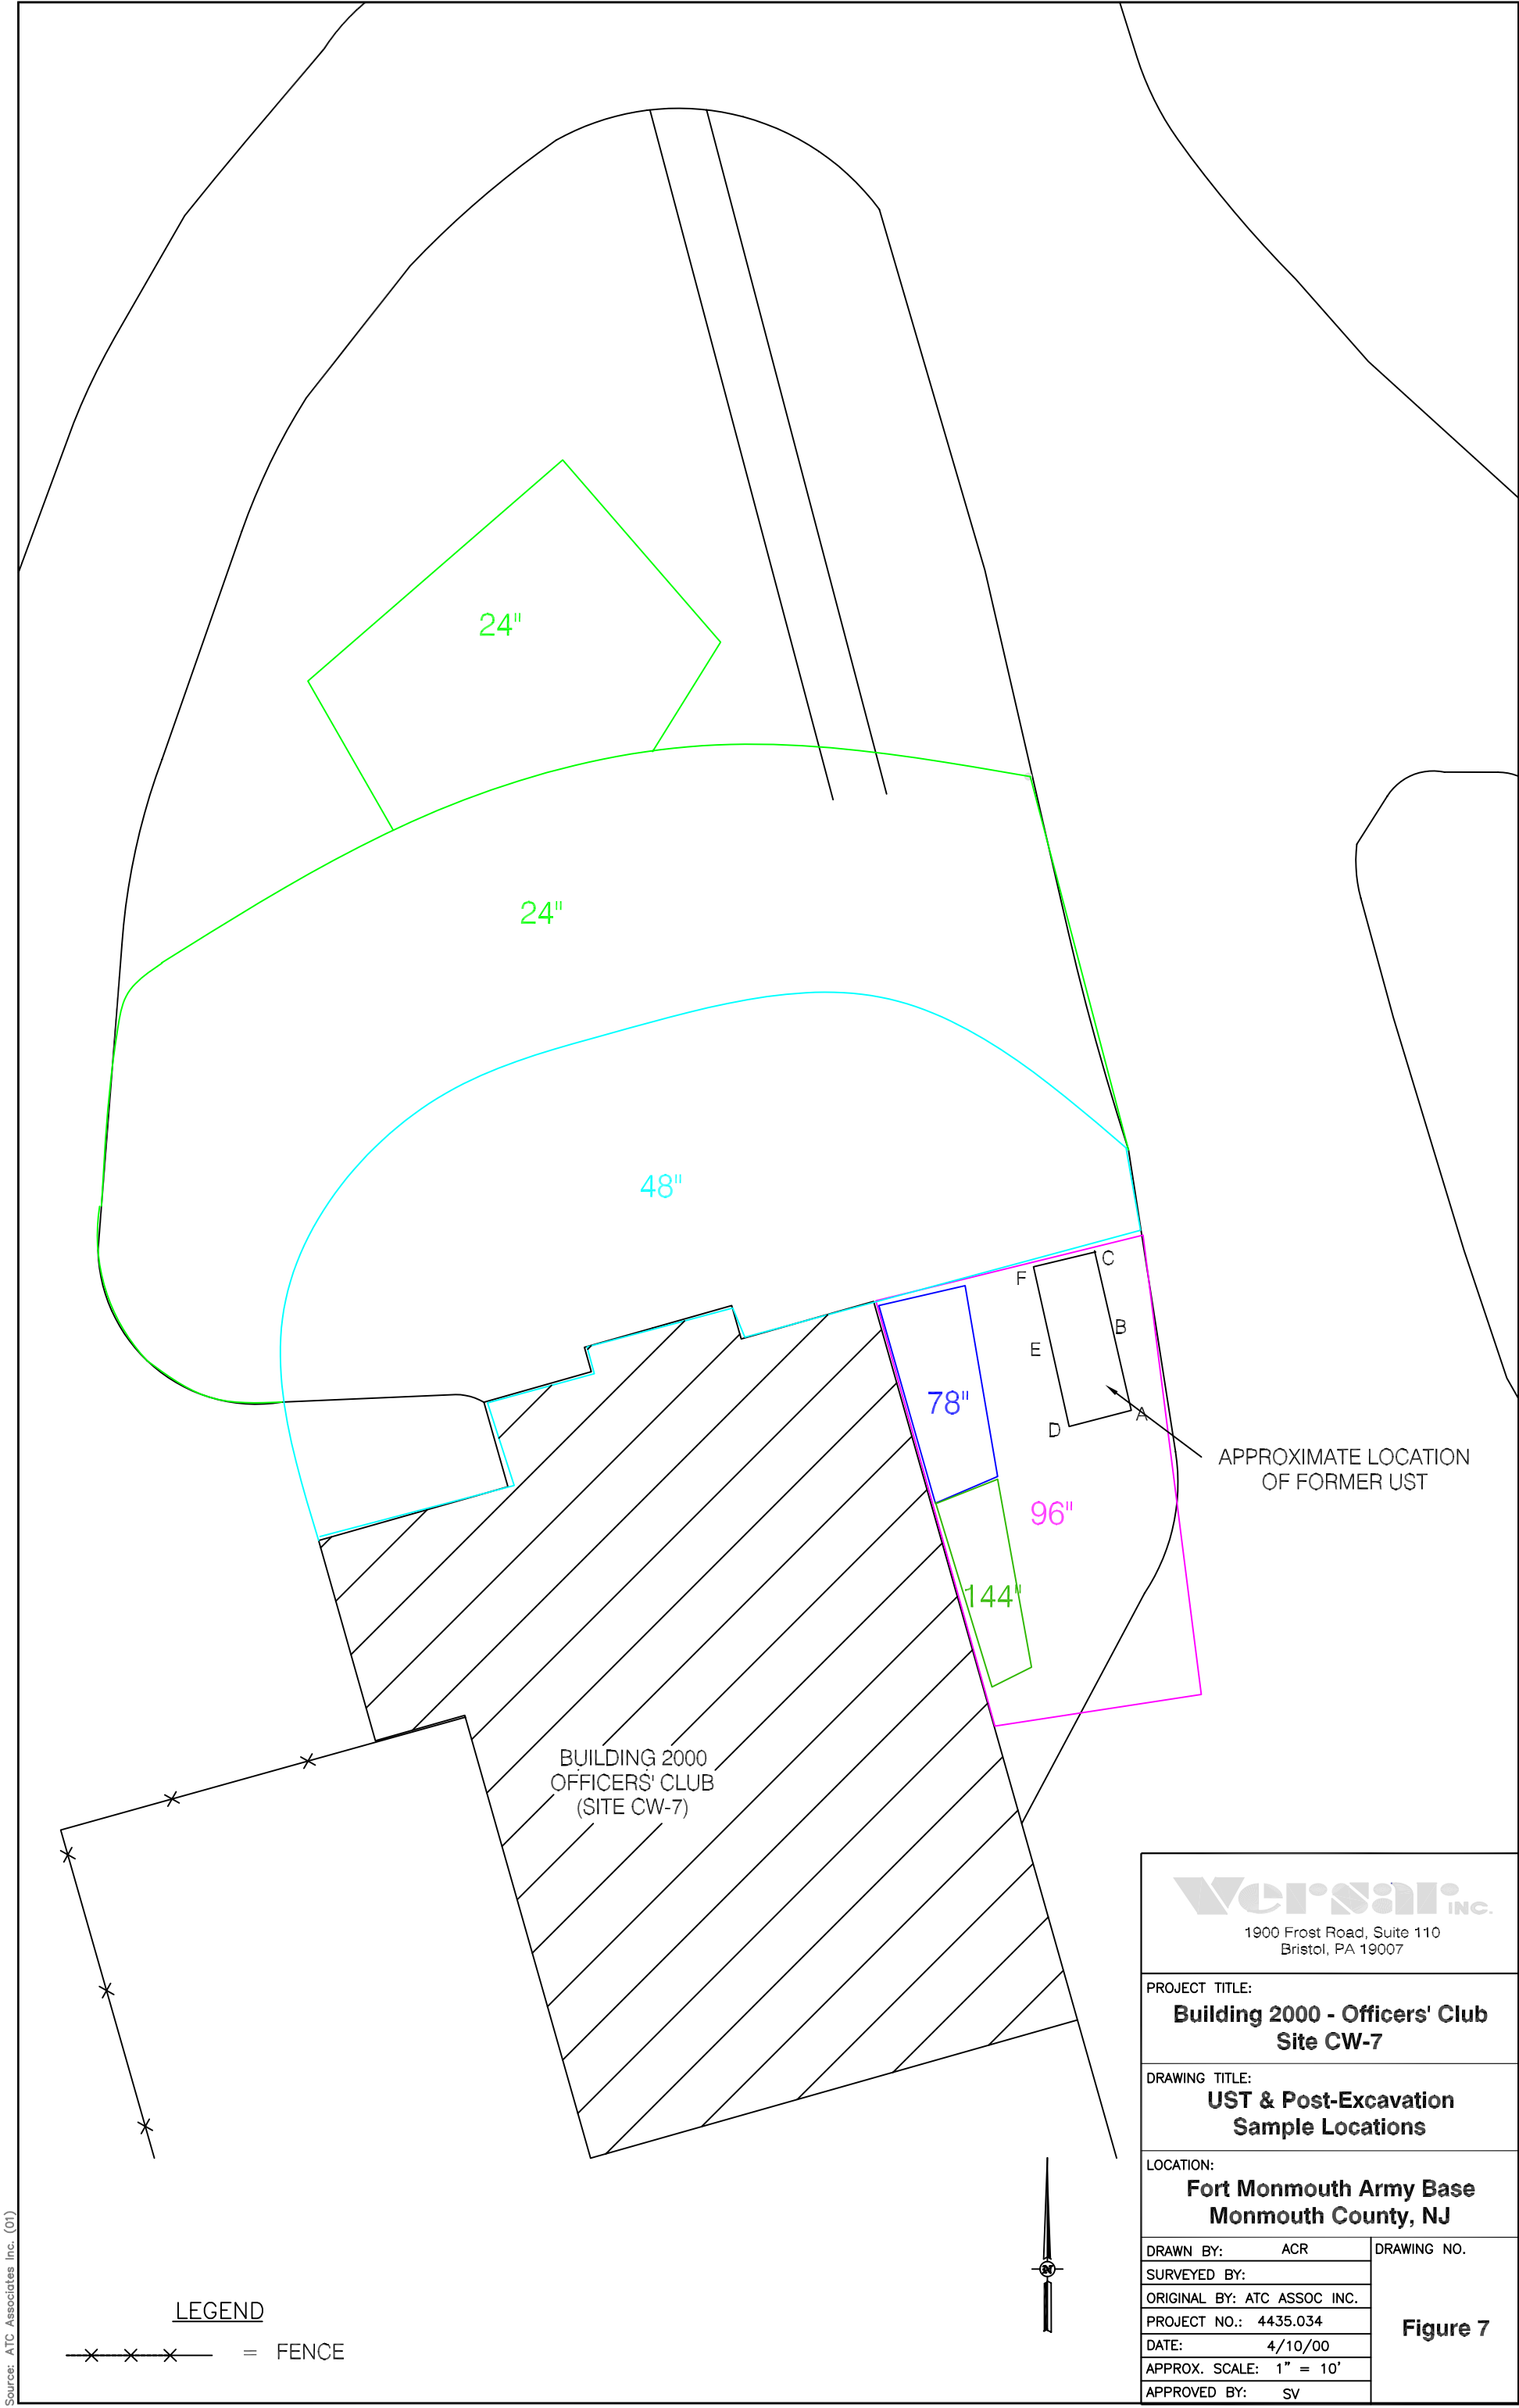 24"
24"
48"
F
C
B
E
78"
A
D
APPROXIMATE LOCATION
OF FORMER UST
96"
144"
BUILDING 2000
OFFICERS' CLUB
(SITE CW-7)
Versar INC.
1900 Frost Road, Suite 110
Bristol, PA 19007
PROJECT TITLE:
Building 2000 - Officers' Club
Site CW-7
DRAWING TITLE:
UST & Post-Excavation
Sample Locations
LOCATION:
Fort Monmouth Army Base
Monmouth County, NJ
DRAWN BY: ACR
DRAWING NO.
SURVEYED BY:
ORIGINAL BY: ATC ASSOC INC.
PROJECT NO.: 4435.034
Figure 7
DATE: 4/10/00
APPROX. SCALE: 1" = 10'
APPROVED BY: SV
N
LEGEND
= FENCE
Source: ATC Associates Inc. (01)